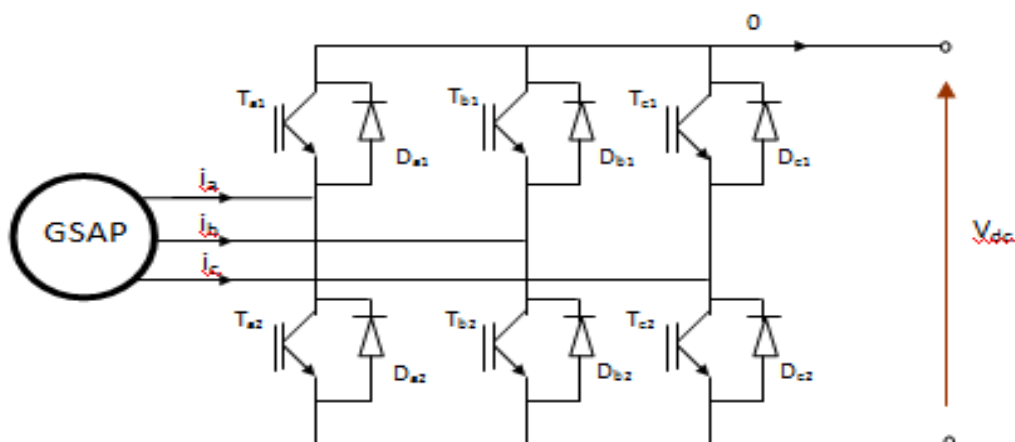 0
Ta1
Tb1
Tc1
Da1
Db1
Dc1
ia
GSAP
ib
ic
Vdc
Ta2
Tb2
Tc2
Da2
Db2
Dc2